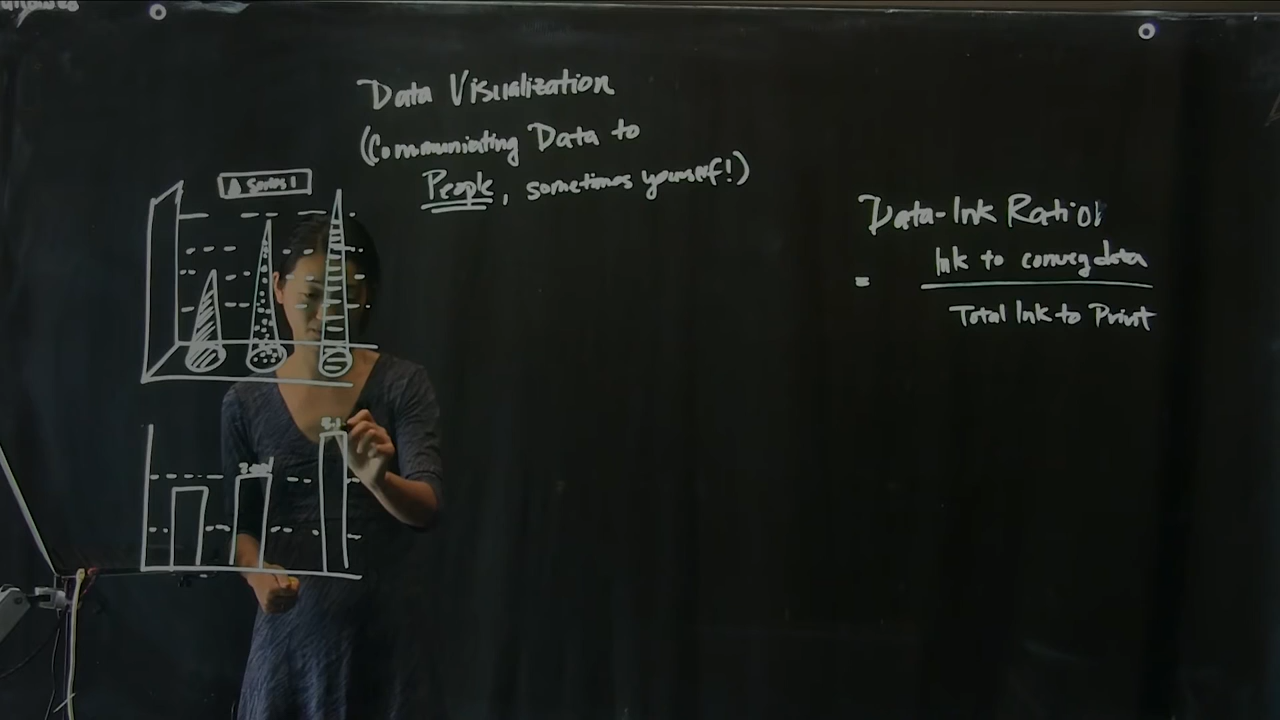 Data Visualization
(Communiating Data to
People, sometimes yourself!)
Series 1
Data-Ink Ratio
= Ink to convey data
Total Ink to Print